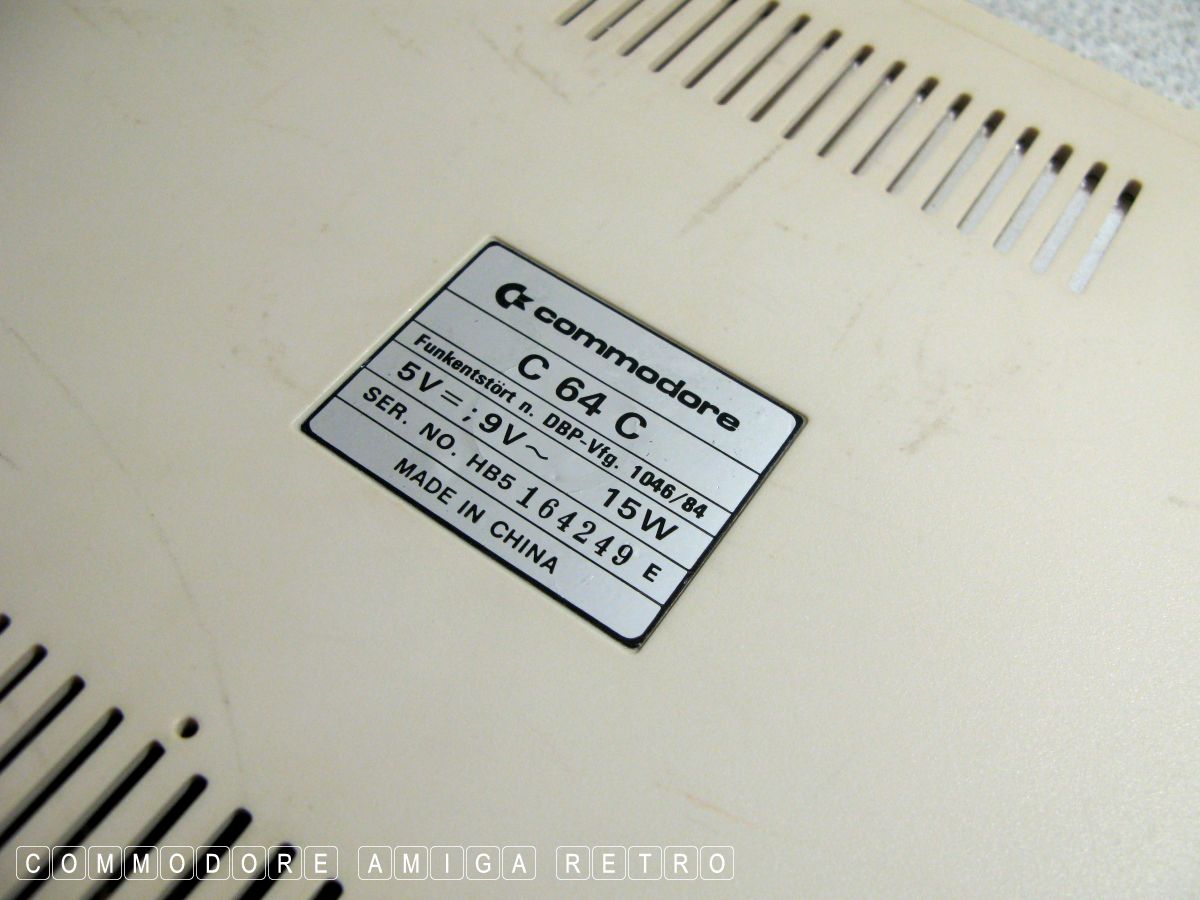 commodore
C 64 C
Funkentstört n. DBP-Vfg. 1046/84
5V=; 9V~ 15W
SER. NO. HB5 164249 E
MADE IN CHINA
COMMODORE AMIGA RETRO